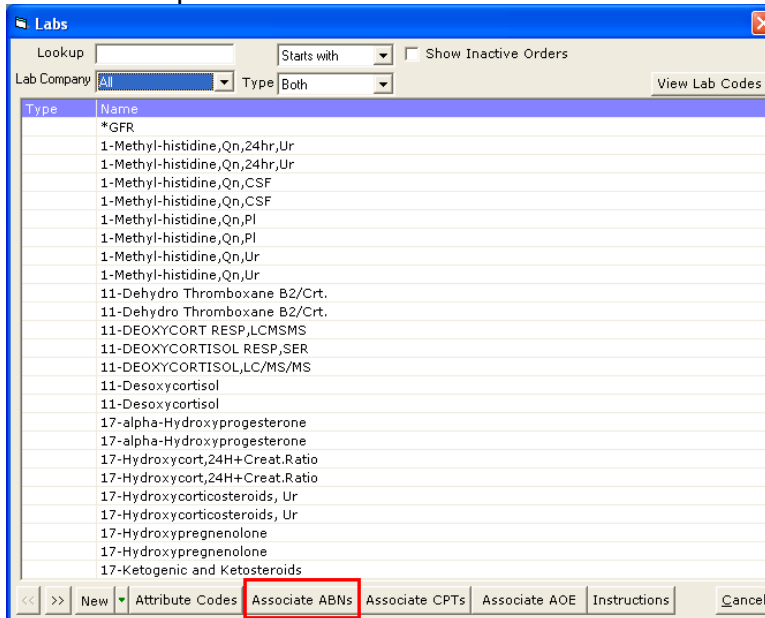 Labs
Lookup Starts with Show Inactive Orders
Lab Company All Type Both View Lab Codes
Type Name
*GFR
1-Methyl-histidine,Qn,24hr,Ur
1-Methyl-histidine,Qn,24hr,Ur
1-Methyl-histidine,Qn,CSF
1-Methyl-histidine,Qn,CSF
1-Methyl-histidine,Qn,Pl
1-Methyl-histidine,Qn,Pl
1-Methyl-histidine,Qn,Ur
1-Methyl-histidine,Qn,Ur
11-Dehydro Thromboxane B2/Crt.
11-Dehydro Thromboxane B2/Crt.
11-DEOXYCORT RESP,LCMSMS
11-DEOXYCORTISOL RESP,SER
11-DEOXYCORTISOL,LC/MS/MS
11-Desoxycortisol
11-Desoxycortisol
17-alpha-Hydroxyprogesterone
17-alpha-Hydroxyprogesterone
17-Hydroxycort,24H+Creat.Ratio
17-Hydroxycort,24H+Creat.Ratio
17-Hydroxycorticosteroids, Ur
17-Hydroxycorticosteroids, Ur
17-Hydroxypregnenolone
17-Hydroxypregnenolone
17-Ketogenic and Ketosteroids
<< >> New Attribute Codes Associate ABNs Associate CPTs Associate AOE Instructions Cancel